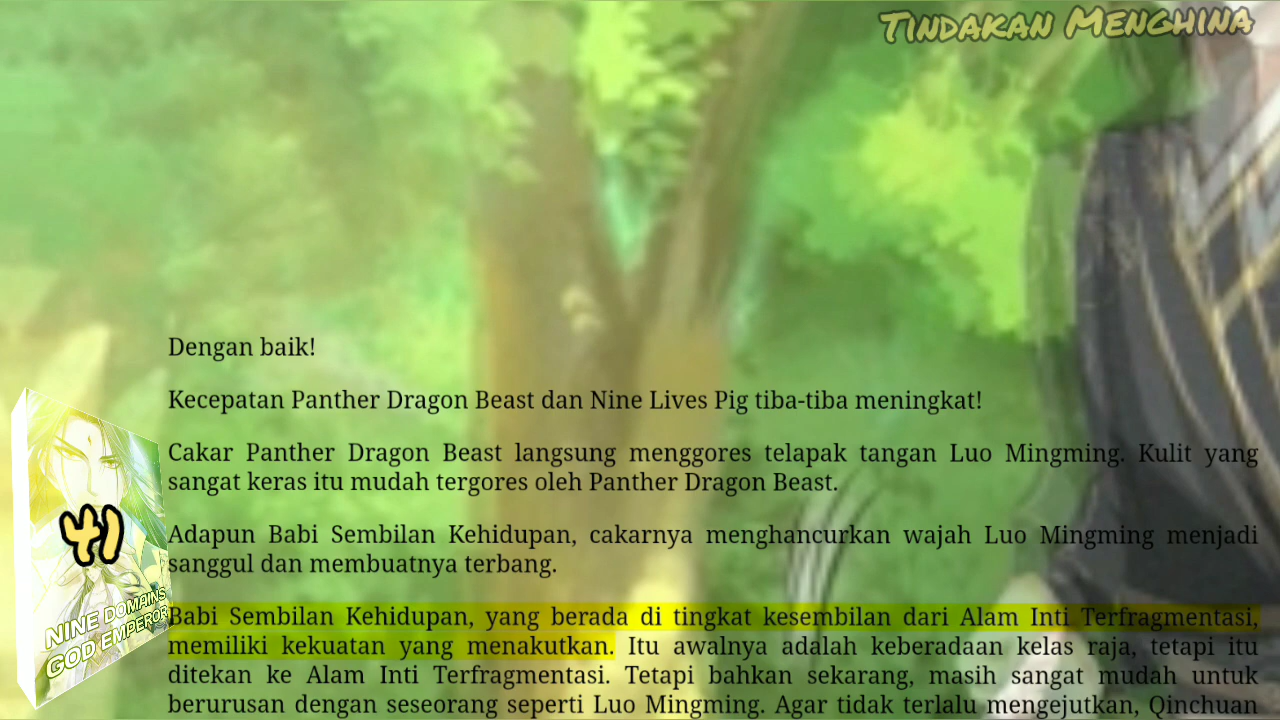 Tindakan Menghina
Dengan baik!
Kecepatan Panther Dragon Beast dan Nine Lives Pig tiba-tiba meningkat!
Cakar Panther Dragon Beast langsung menggores telapak tangan Luo Mingming. Kulit yang
sangat keras itu mudah tergores oleh Panther Dragon Beast.
Adapun Babi Sembilan Kehidupan, cakarnya menghancurkan wajah Luo Mingming menjadi
sanggul dan membuatnya terbang.
Babi Sembilan Kehidupan, yang berada di tingkat kesembilan dari Alam Inti Terfragmentasi,
memiliki kekuatan yang menakutkan. Itu awalnya adalah keberadaan kelas raja, tetapi itu
ditekan ke Alam Inti Terfragmentasi. Tetapi bahkan sekarang, masih sangat mudah untuk
berurusan dengan seseorang seperti Luo Mingming. Agar tidak terlalu mengejutkan, Qinchuan
41
NINE DOMAINS
GOD EMPEROR